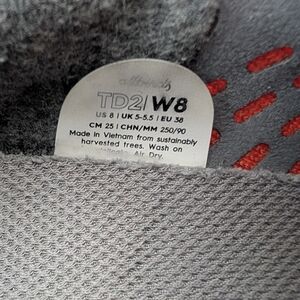 allbirds
TD2 | W8
US 8 | UK 5-5.5 | EU 38
CM 25 | CHN/MM 250/90
Made in Vietnam from sustainably
harvested trees. Wash on
Air Dry.